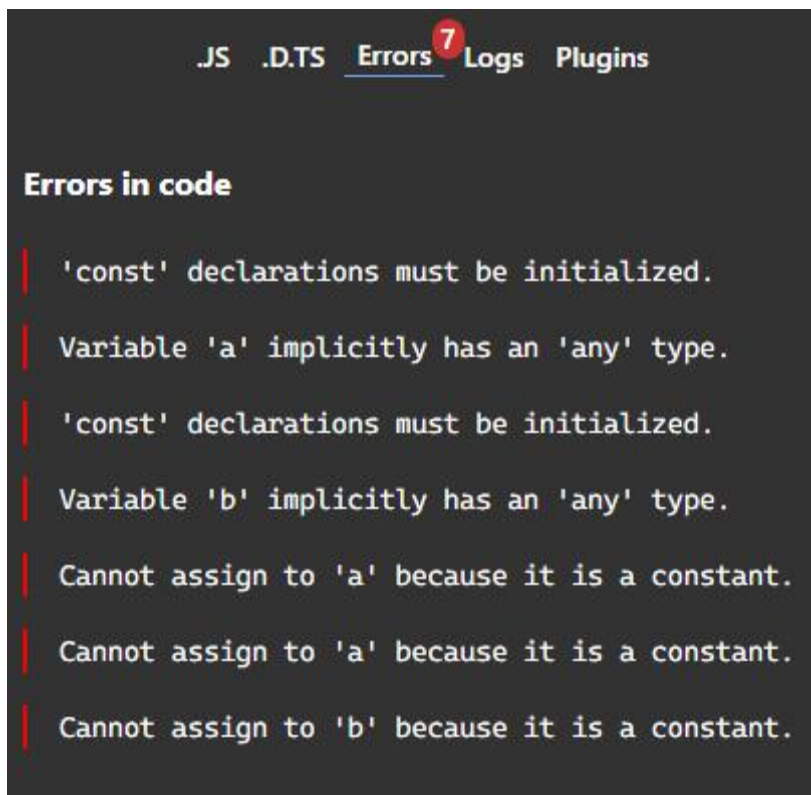 .JS .D.TS Errors 7 Logs Plugins
Errors in code
'const' declarations must be initialized.
Variable 'a' implicitly has an 'any' type.
'const' declarations must be initialized.
Variable 'b' implicitly has an 'any' type.
Cannot assign to 'a' because it is a constant.
Cannot assign to 'a' because it is a constant.
Cannot assign to 'b' because it is a constant.